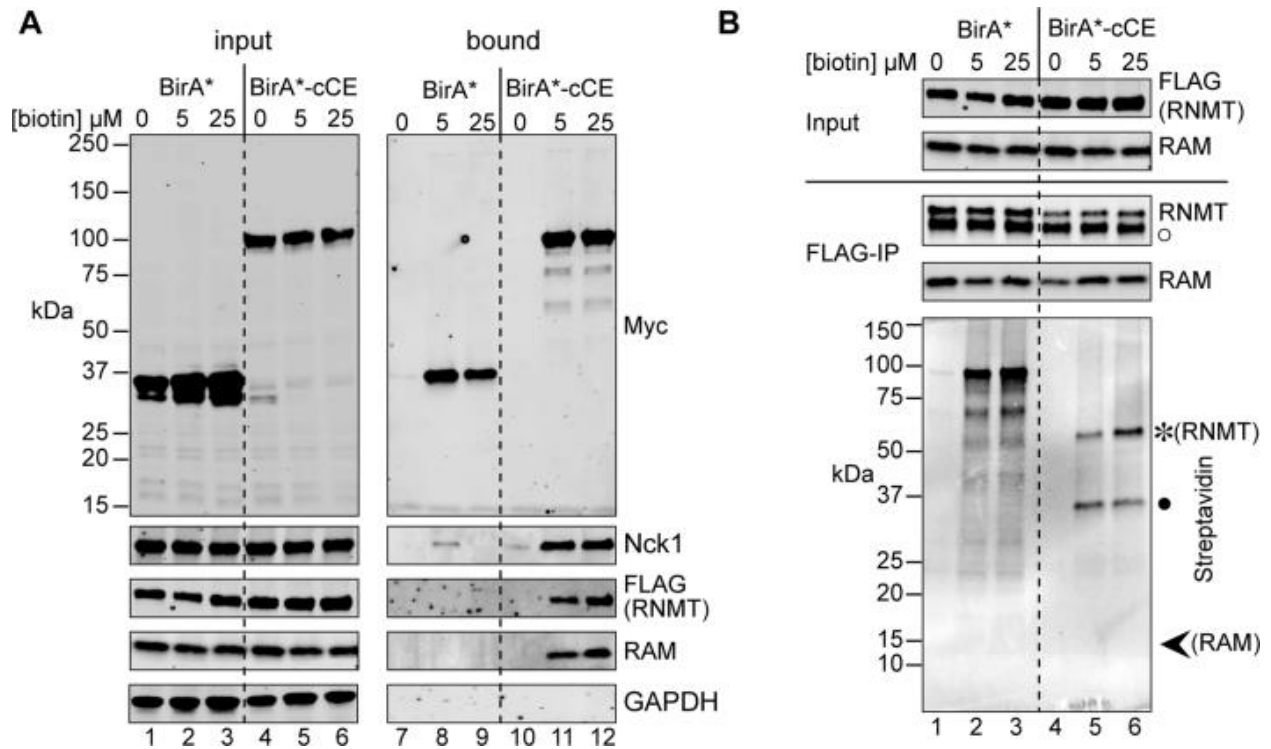 A
input
bound
BirA* BirA*-cCE
[biotin] µM 0 5 25 0 5 25
BirA* BirA*-cCE
0 5 25 0 5 25
250
150
100
75
kDa
50
37
25
20
15
Myc
Nck1
FLAG
(RNMT)
RAM
GAPDH
1 2 3 4 5 6 7 8 9 10 11 12
B
BirA* BirA*-cCE
[biotin] µM 0 5 25 0 5 25
Input
FLAG
(RNMT)
RAM
FLAG-IP
RNMT
RAM
150
100
75
50
kDa
37
25
20
15
10
*(RNMT)
Streptavidin
(RAM)
1 2 3 4 5 6